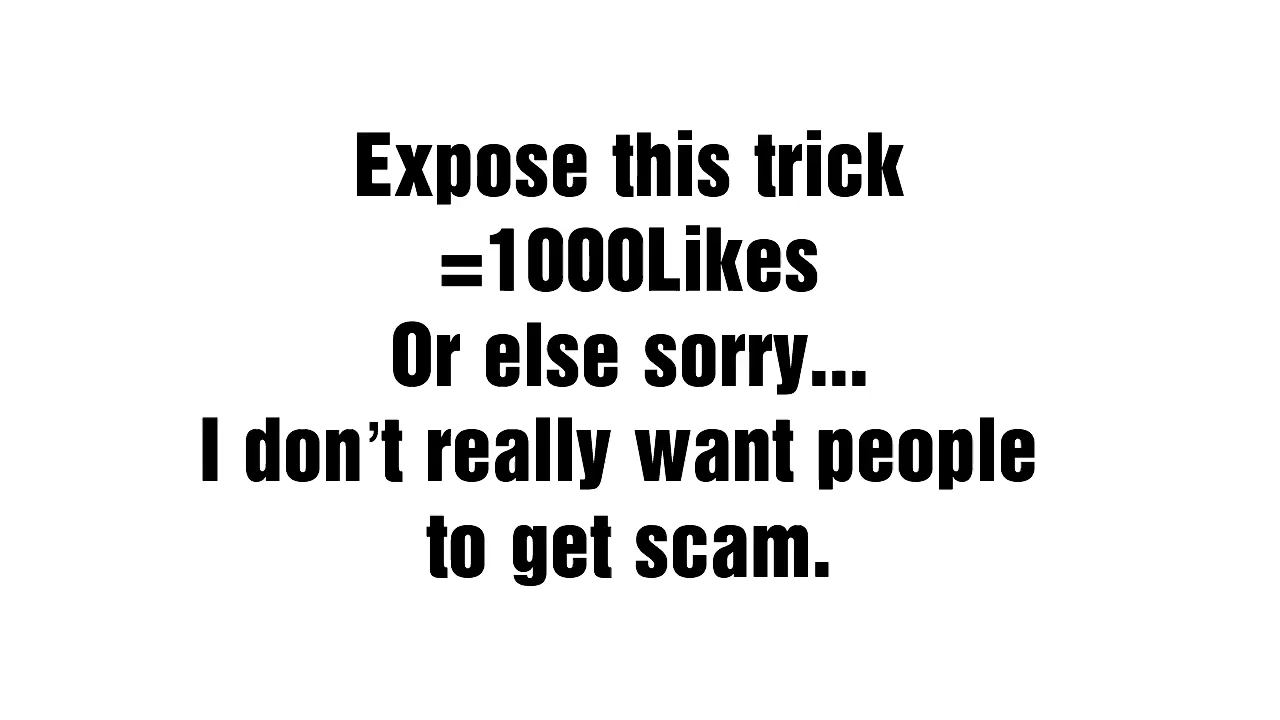 Expose this trick
=1000Likes
Or else sorry...
I don’t really want people
to get scam.